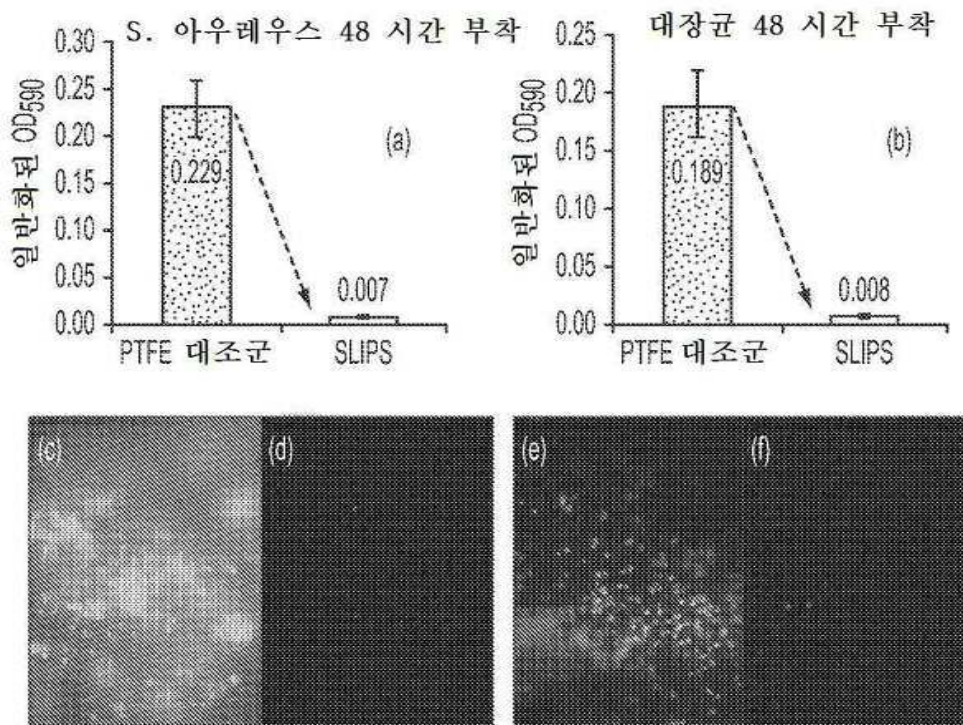 S. 아우레우스 48 시간 부착
일반화된 OD590
0.30
0.25
0.20
0.15
0.10
0.05
0.00
0.229
(a)
0.007
PTFE 대조군
SLIPS
대장균 48 시간 부착
일반화된 OD590
0.25
0.20
0.15
0.10
0.05
0.00
0.189
(b)
0.008
PTFE 대조군
SLIPS
(c)
(d)
(e)
(f)